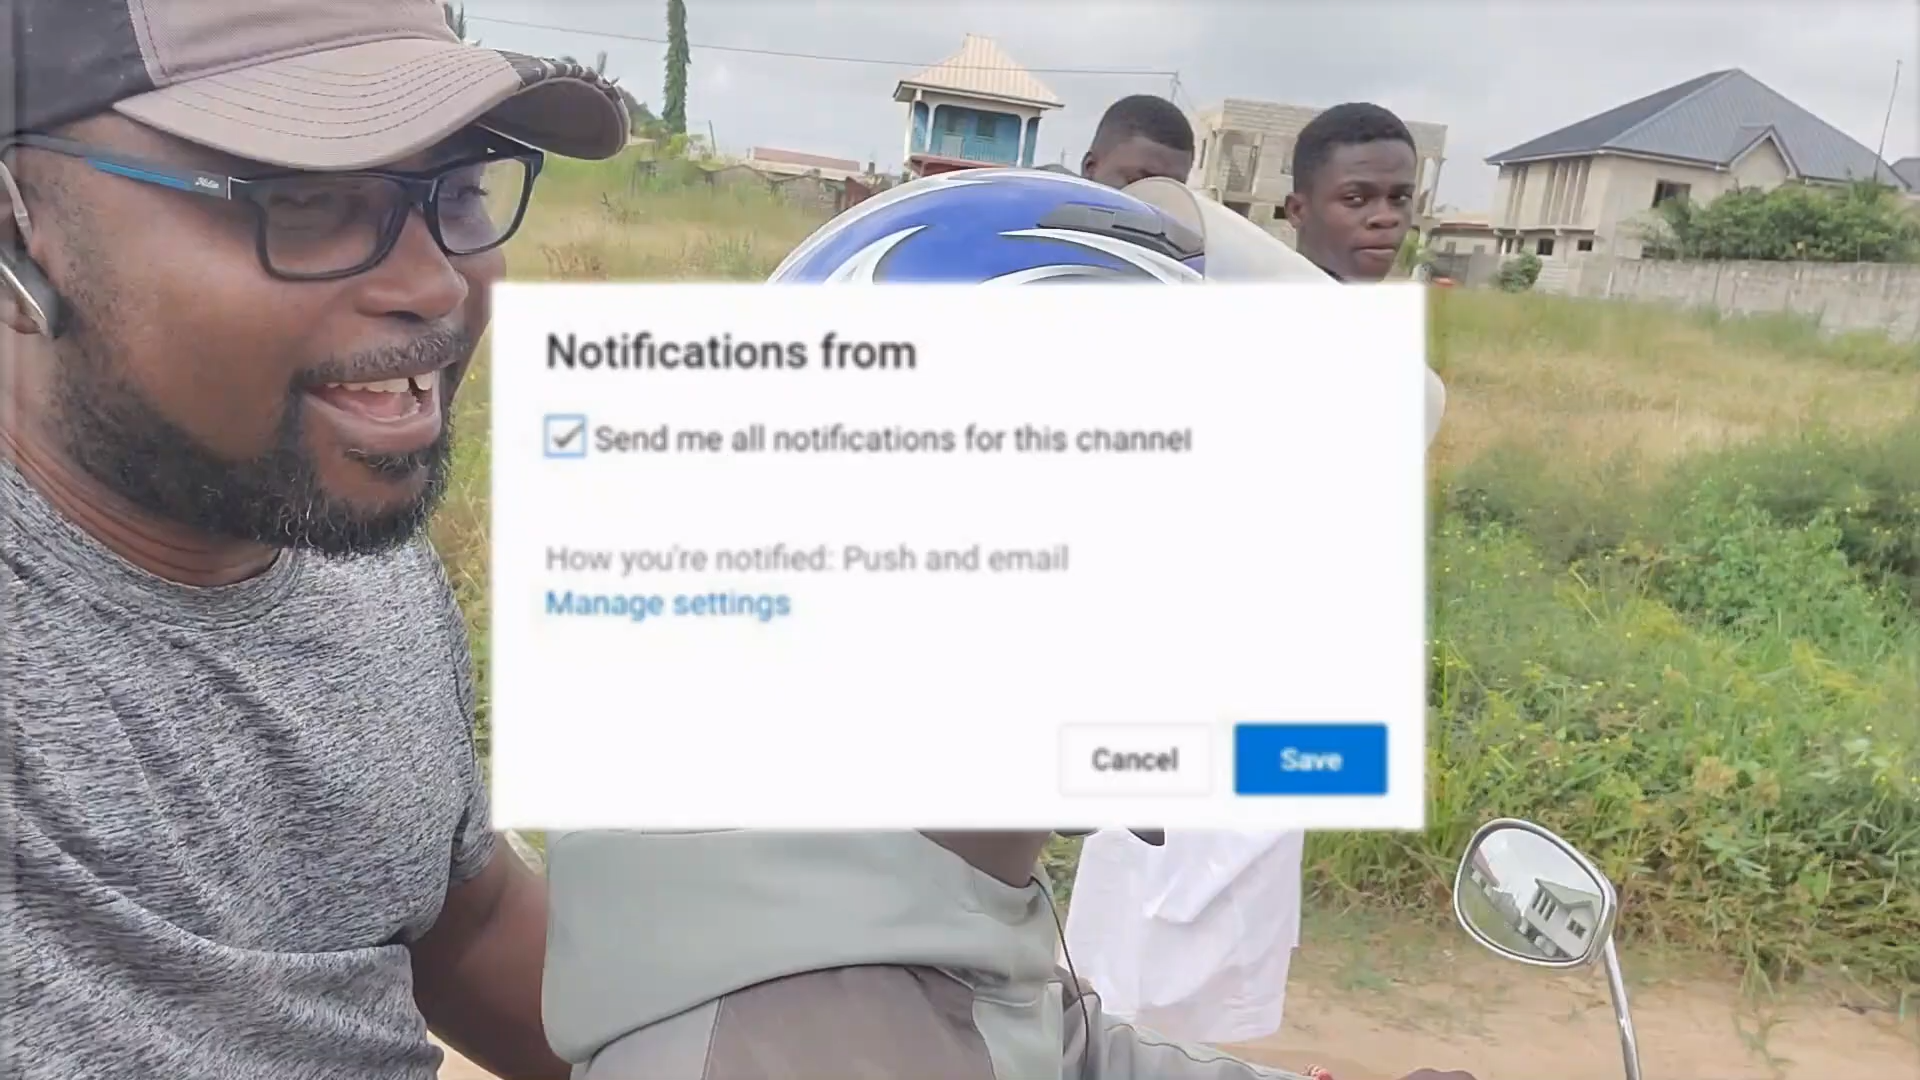 Notifications from
Send me all notifications for this channel
How you're notified: Push and email
Manage settings
Cancel
Save